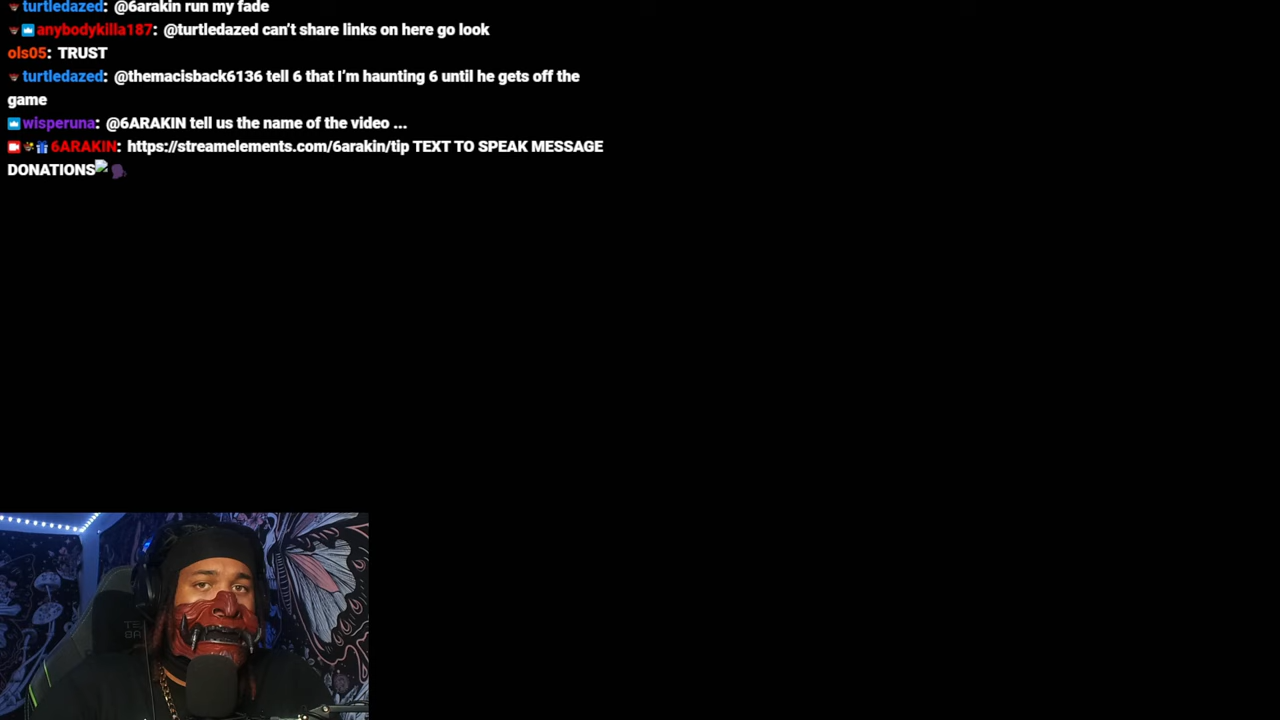 turtledazed: @6arakin run my fade
anybodykilla187: @turtledazed can’t share links on here go look
ols05: TRUST
turtledazed: @themacisback6136 tell 6 that I’m haunting 6 until he gets off the
game
wisperuna: @6ARAKIN tell us the name of the video ...
6ARAKIN: https://streamelements.com/6arakin/tip TEXT TO SPEAK MESSAGE
DONATIONS